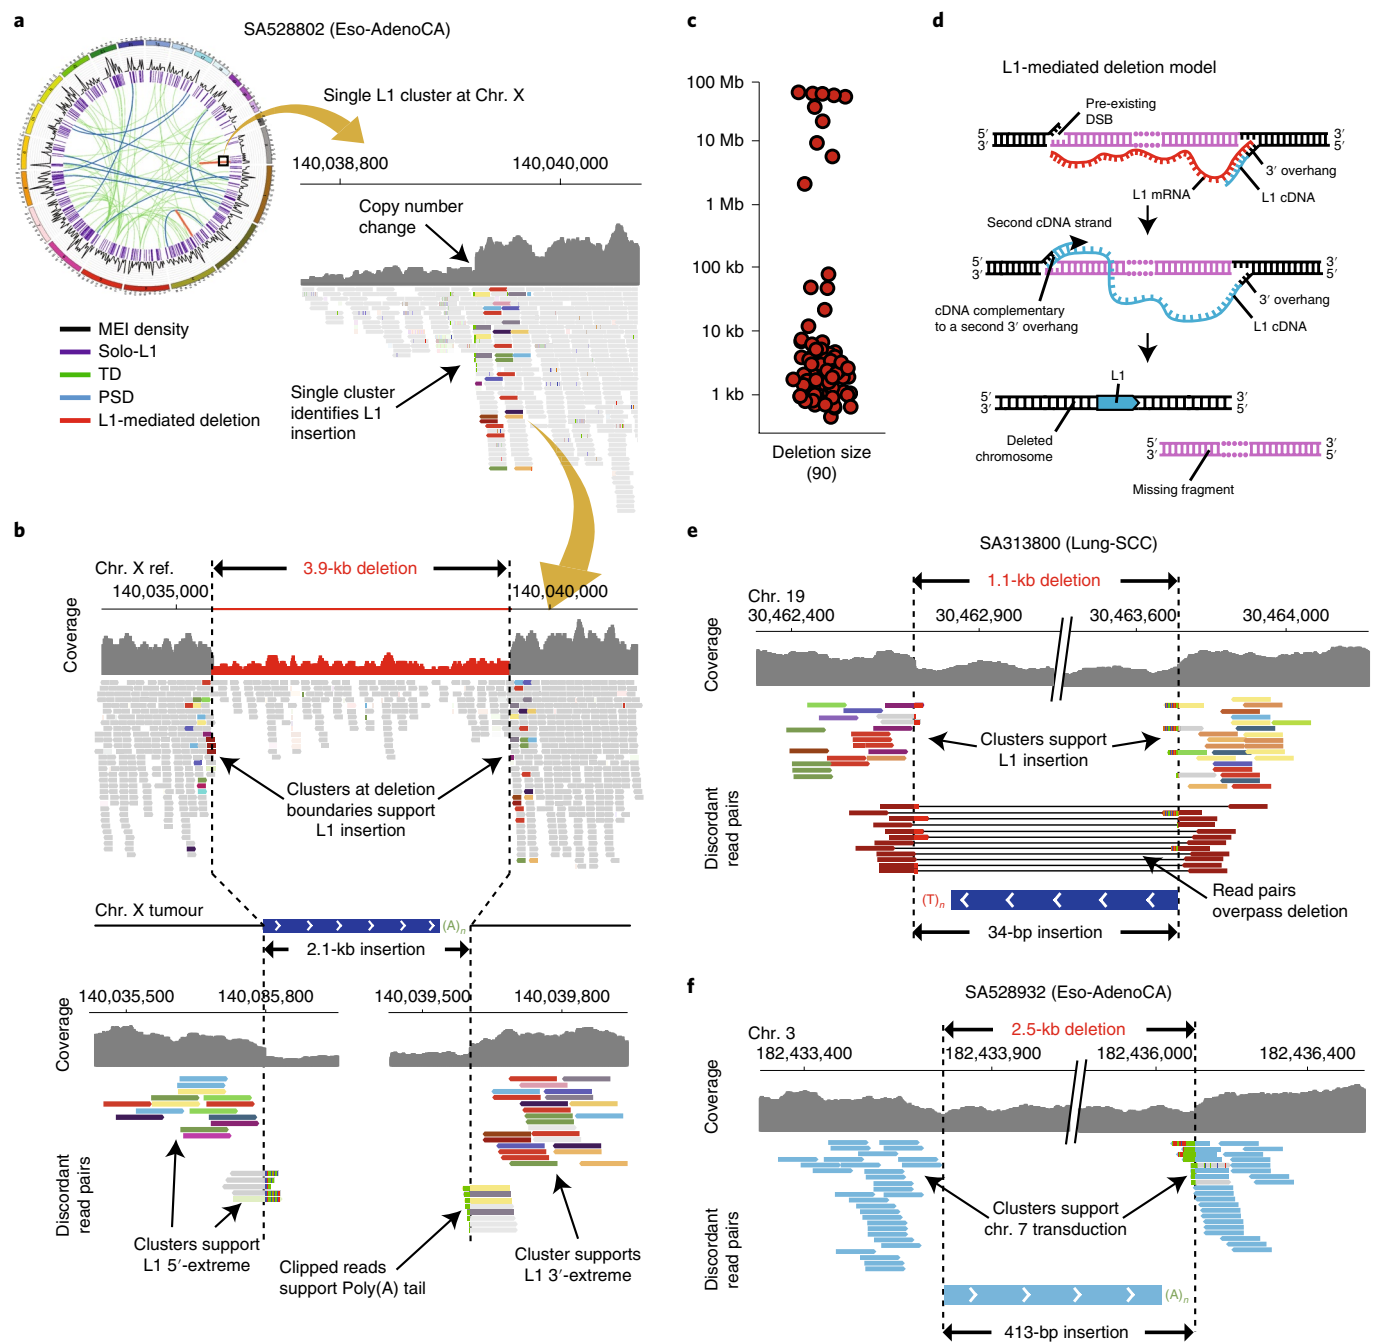 a
SA528802 (Eso-AdenoCA)
Single L1 cluster at Chr. X
140,038,800
140,040,000
Copy number
change
Single cluster
identifies L1
insertion
MEI density
Solo-L1
TD
PSD
L1-mediated deletion
b
Chr. X ref.
3.9-kb deletion
140,035,000
140,040,000
Coverage
Clusters at deletion
boundaries support
L1 insertion
Chr. X tumour
(A)n
2.1-kb insertion
140,035,500
140,035,800
140,039,500
140,039,800
Coverage
Discordant
read pairs
Clusters support
L1 5′-extreme
Clipped reads
support Poly(A) tail
Cluster supports
L1 3′-extreme
c
100 Mb
10 Mb
1 Mb
100 kb
10 kb
1 kb
Deletion size
(90)
d
L1-mediated deletion model
Pre-existing
DSB
5′
3′
3′
5′
3′ overhang
L1 mRNA
L1 cDNA
Second cDNA strand
5′
3′
3′
5′
cDNA complementary
to a second 3′ overhang
3′ overhang
L1 cDNA
L1
5′
3′
3′
5′
Deleted
chromosome
5′
3′
3′
5′
Missing fragment
e
SA313800 (Lung-SCC)
1.1-kb deletion
Chr. 19
30,462,400
30,462,900
30,463,600
30,464,000
Coverage
Clusters support
L1 insertion
Discordant
read pairs
Read pairs
overpass deletion
(T)n
34-bp insertion
f
SA528932 (Eso-AdenoCA)
2.5-kb deletion
Chr. 3
182,433,400
182,433,900
182,436,000
182,436,400
Coverage
Clusters support
chr. 7 transduction
Discordant
read pairs
(A)n
413-bp insertion